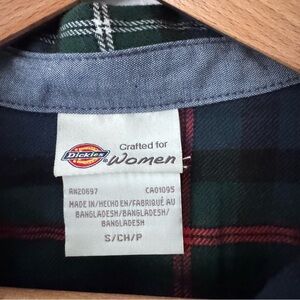 Crafted for
Dickies Women
RN20697 CA01095
MADE IN/HECHO EN/FABRIQUÉ AU
BANGLADESH/BANGLADESH/
BANGLADESH
S/CH/P